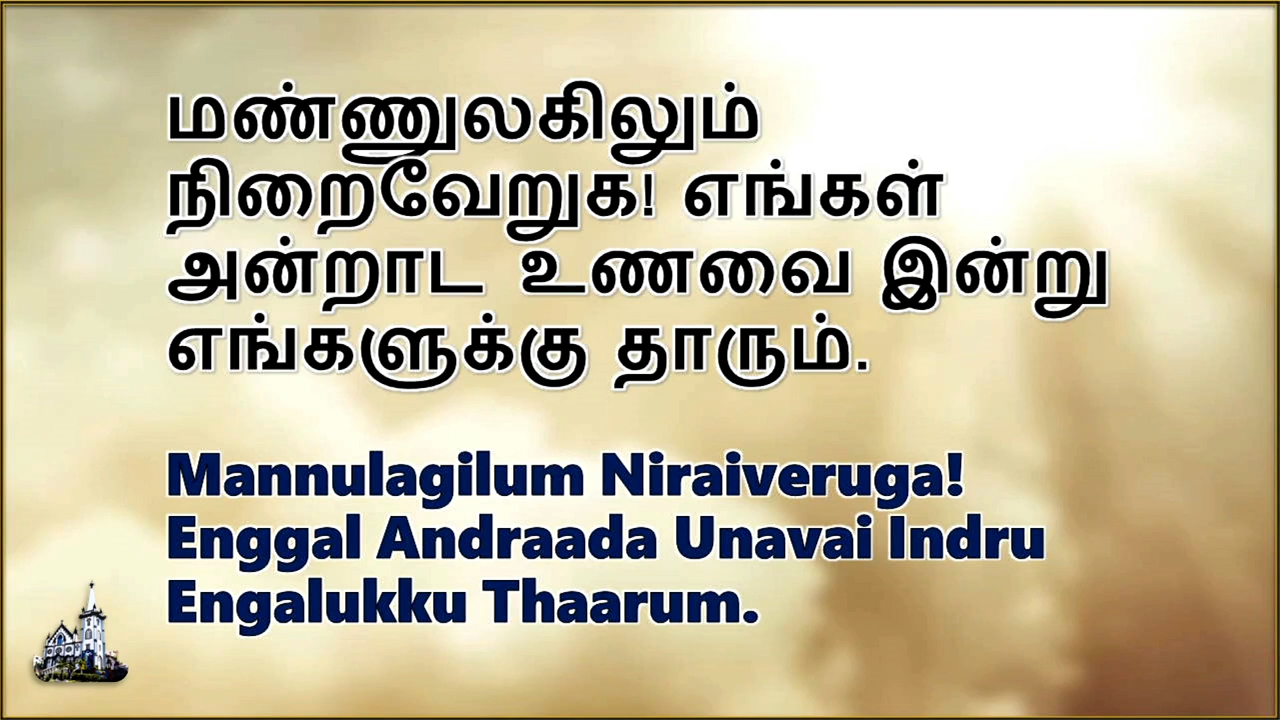 மண்ணுலகிலும்
நிறைவேறுக! எங்கள்
அன்றாட உணவை இன்று
எங்களுக்கு தாரும்.
Mannulagilum Niraiveruga!
Enggal Andraada Unavai Indru
Engalukku Thaarum.